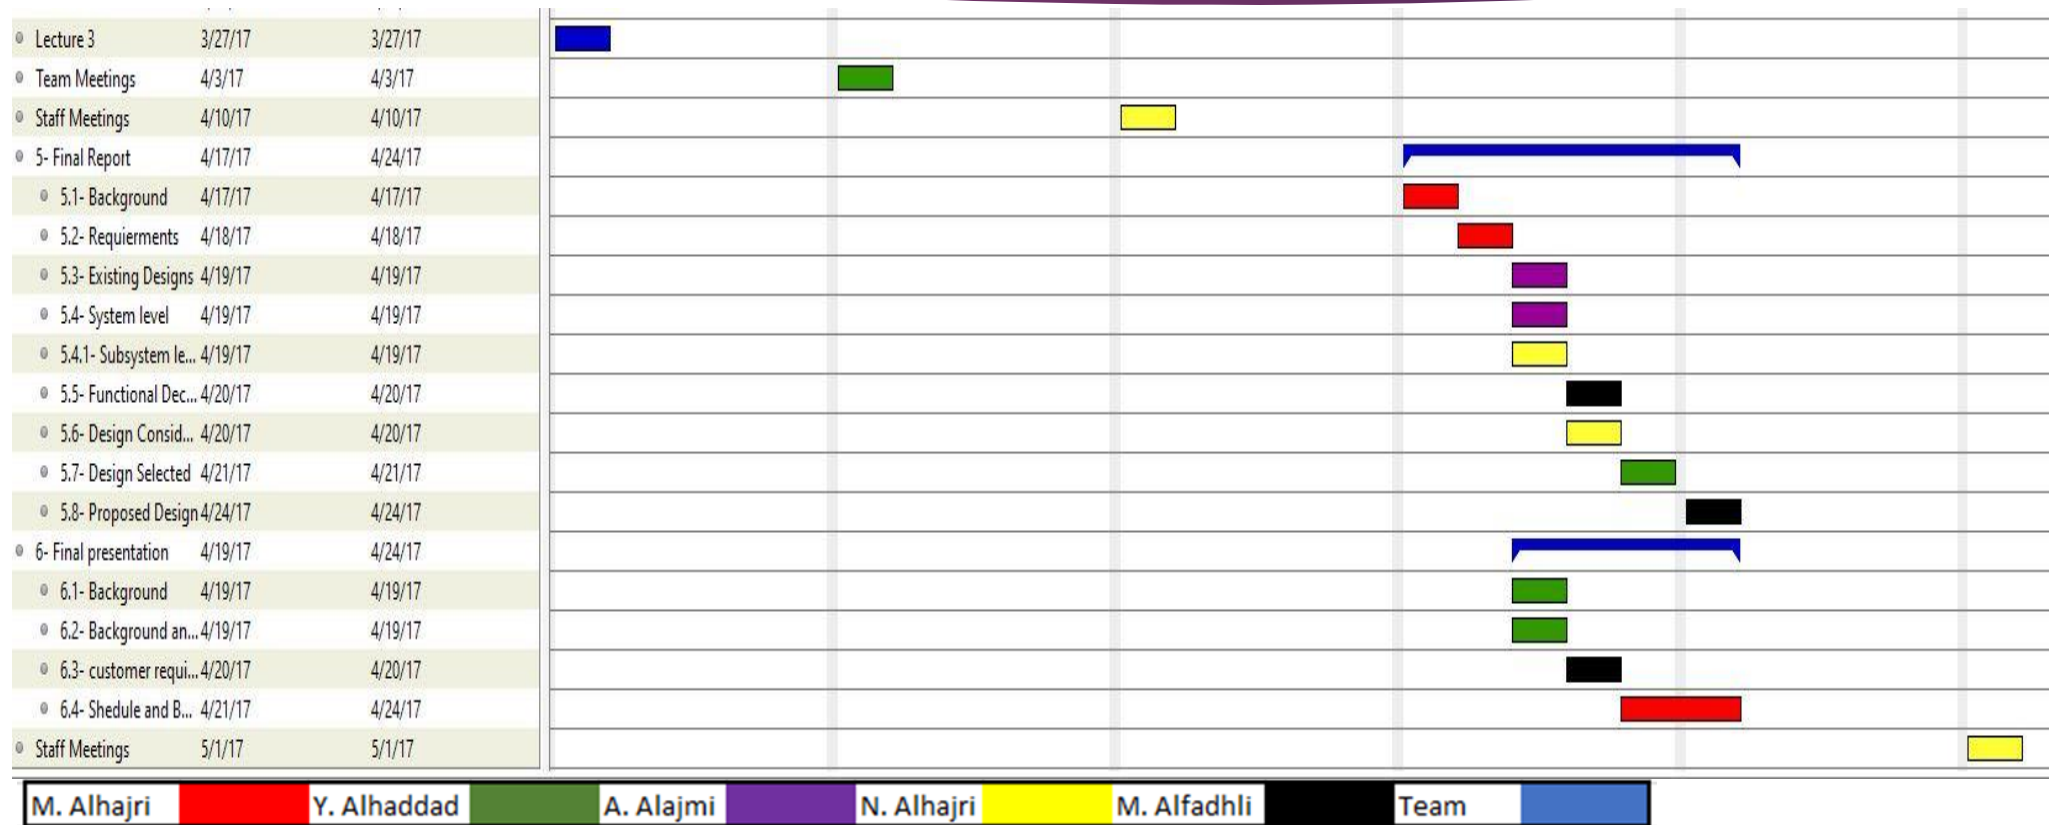 Lecture 3 3/27/17 3/27/17
Team Meetings 4/3/17 4/3/17
Staff Meetings 4/10/17 4/10/17
5- Final Report 4/17/17 4/24/17
5.1- Background 4/17/17 4/17/17
5.2- Requierments 4/18/17 4/18/17
5.3- Existing Designs 4/19/17 4/19/17
5.4- System level 4/19/17 4/19/17
5.4.1- Subsystem le... 4/19/17 4/19/17
5.5- Functional Dec... 4/20/17 4/20/17
5.6- Design Consid... 4/20/17 4/20/17
5.7- Design Selected 4/21/17 4/21/17
5.8- Proposed Design 4/24/17 4/24/17
6- Final presentation 4/19/17 4/24/17
6.1- Background 4/19/17 4/19/17
6.2- Background an... 4/19/17 4/19/17
6.3- customer requi... 4/20/17 4/20/17
6.4- Shedule and B... 4/21/17 4/24/17
Staff Meetings 5/1/17 5/1/17
M. Alhajri Y. Alhaddad A. Alajmi N. Alhajri M. Alfadhli Team